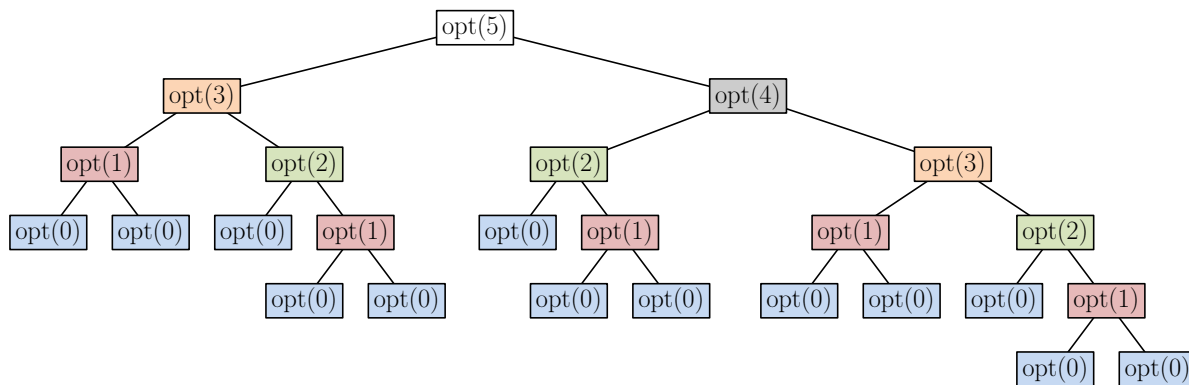 opt(5)
opt(3) opt(4)
opt(1) opt(2) opt(2) opt(3)
opt(0) opt(0) opt(0) opt(1) opt(0) opt(1) opt(1) opt(2)
opt(0) opt(0) opt(0) opt(0) opt(0) opt(0) opt(0) opt(1)
opt(0) opt(0)